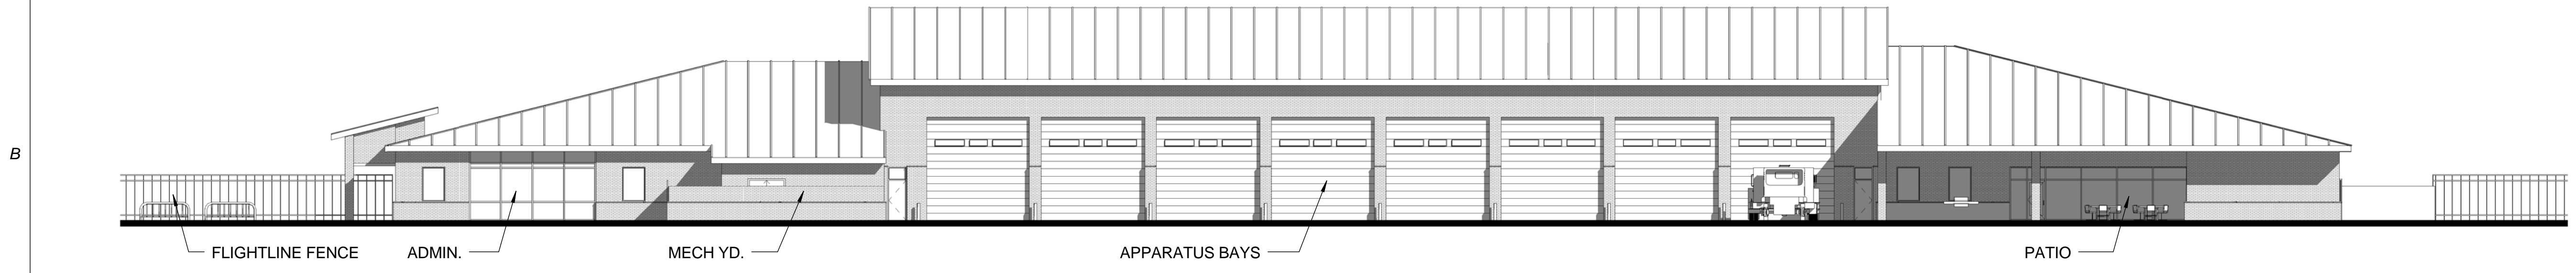 B
FLIGHTLINE FENCE
ADMIN.
MECH YD.
APPARATUS BAYS
PATIO